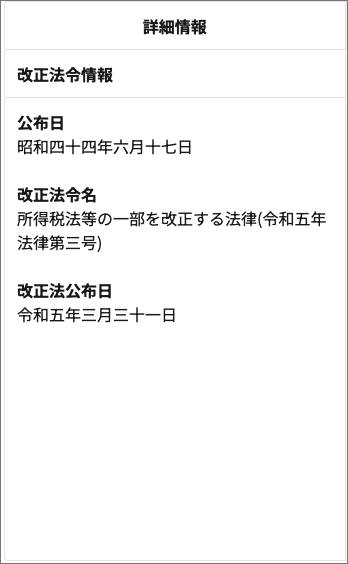 詳細情報
改正法令情報
公布日
昭和四十四年六月十七日
改正法令名
所得税法等の一部を改正する法律(令和五年
法律第三号)
改正法公布日
令和五年三月三十一日